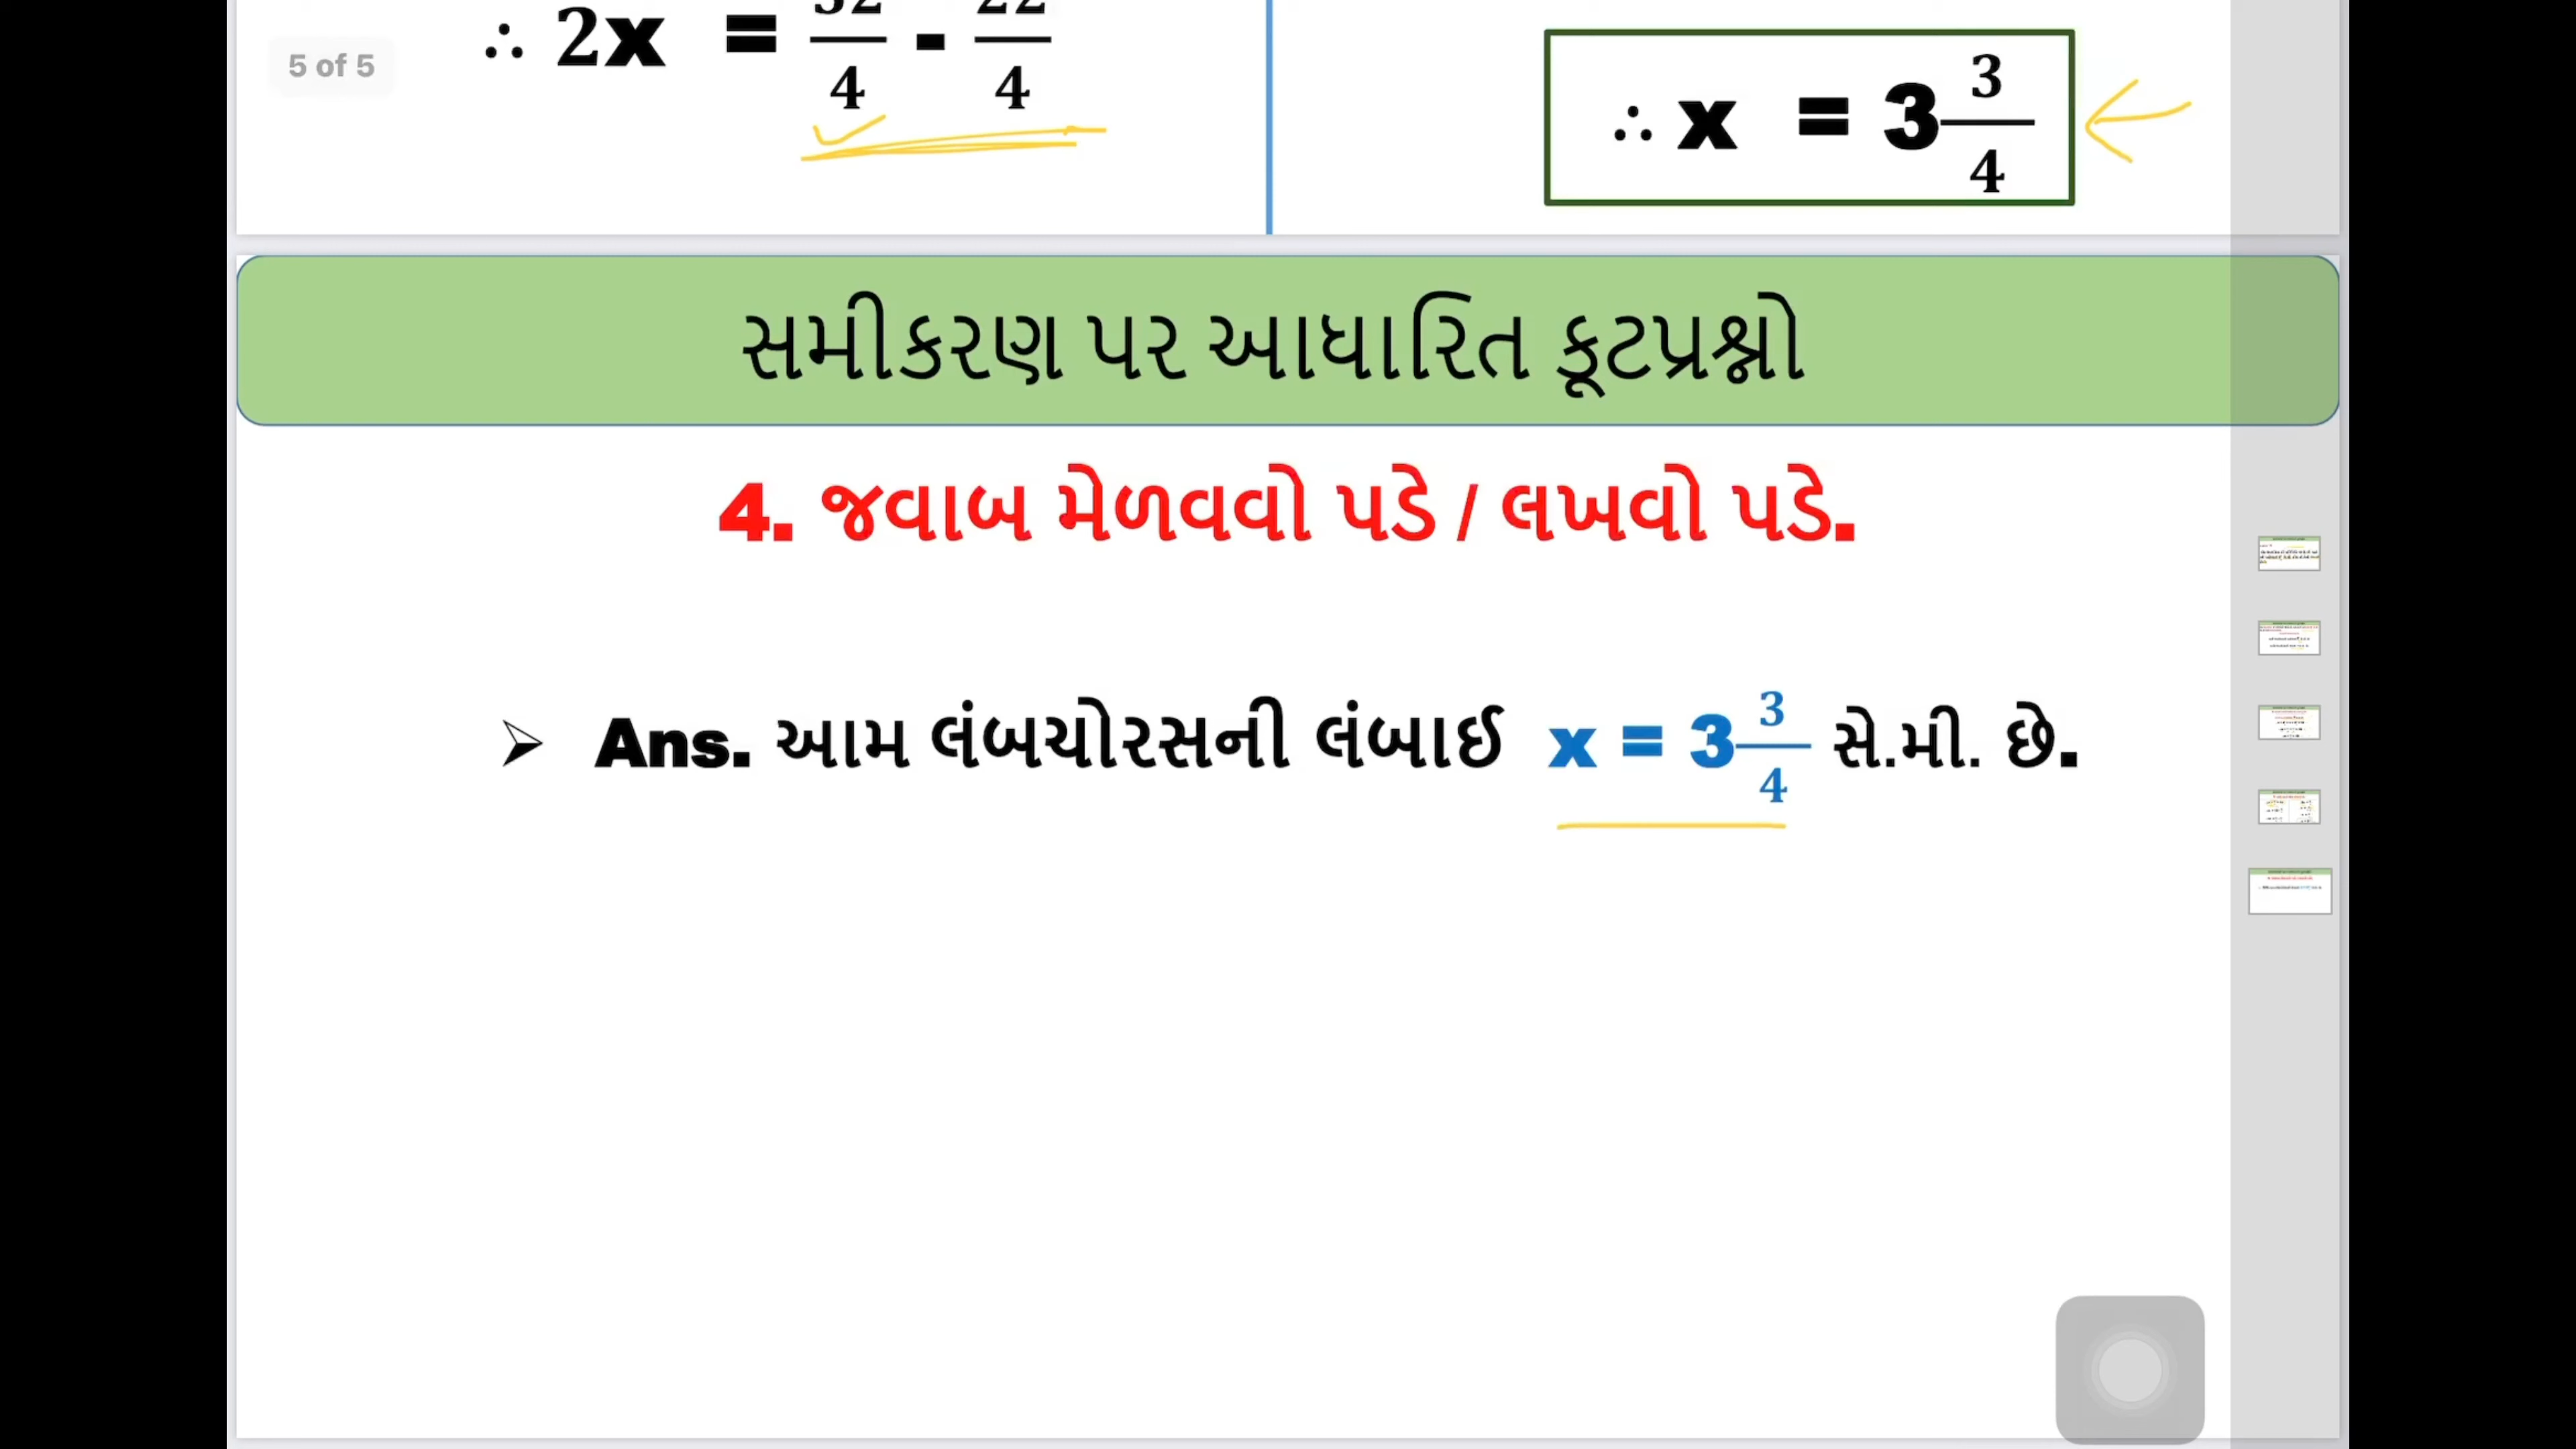 5 of 5
∴ 2x = 52/4 - 22/4
∴ x = 3 3/4
સમીકરણ પર આધારિત કૂટપ્રશ્નો
4. જવાબ મેળવવો પડે / લખવો પડે.
➢ Ans. આમ લંબચોરસની લંબાઈ x = 3 3/4 સે.મી. છે.